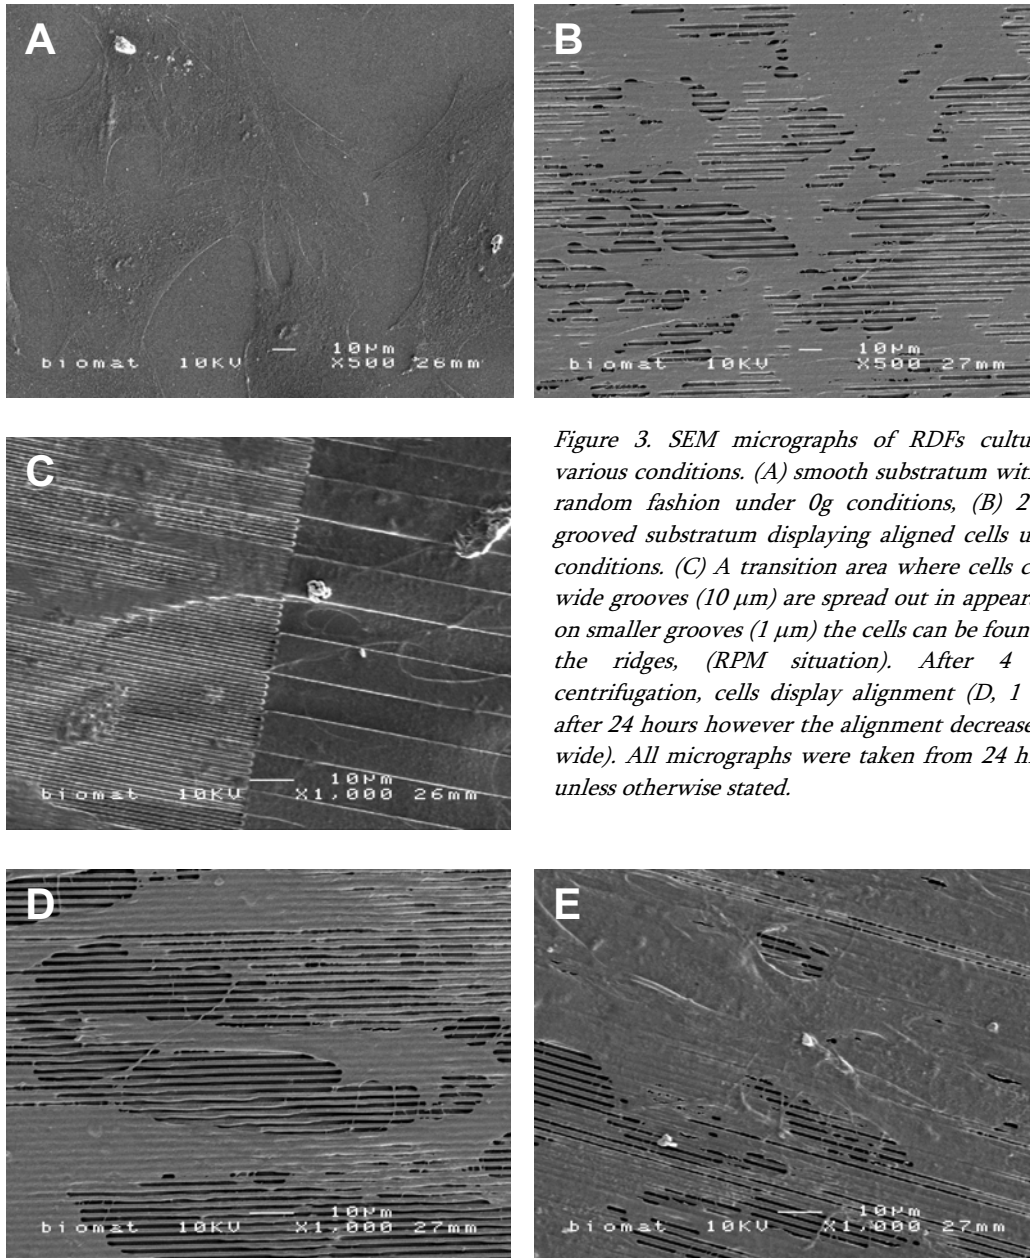 A
biomat 10KV 10µm X500 26mm
B
biomat 10KV 10µm X500 27mm
C
biomat 10KV 10µm X1,000 26mm
Figure 3. SEM micrographs of RDFs cultu
various conditions. (A) smooth substratum with
random fashion under 0g conditions, (B) 2
grooved substratum displaying aligned cells u
conditions. (C) A transition area where cells c
wide grooves (10 µm) are spread out in appear
on smaller grooves (1 µm) the cells can be foun
the ridges, (RPM situation). After 4
centrifugation, cells display alignment (D, 1
after 24 hours however the alignment decrease
wide). All micrographs were taken from 24 h
unless otherwise stated.
D
biomat 10KV 10µm X1,000 27mm
E
biomat 10KV 10µm X1,000 27mm